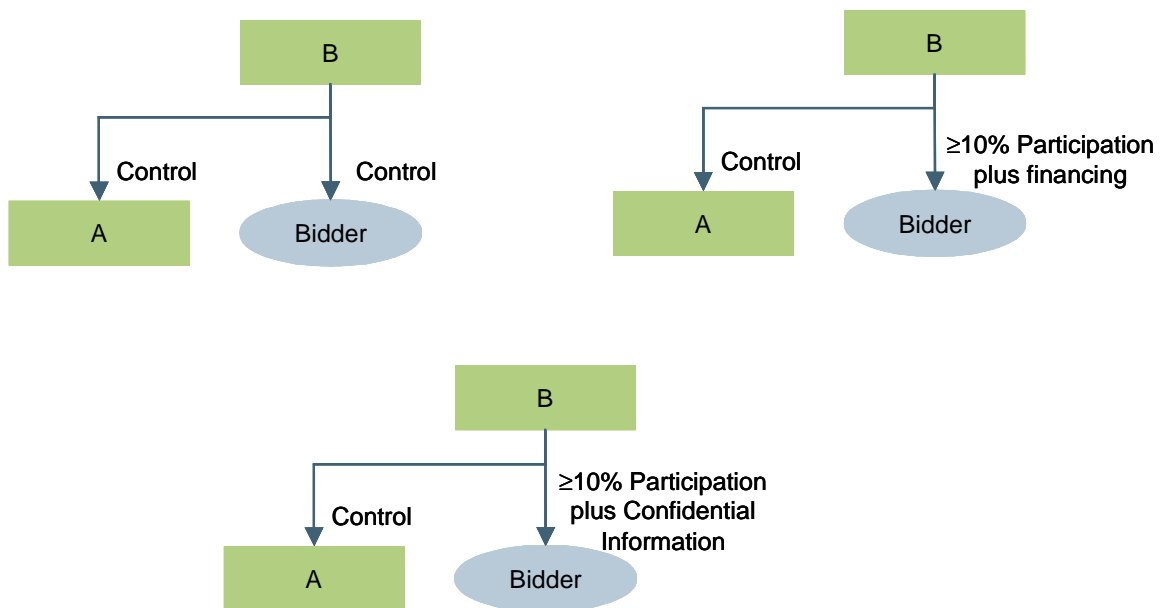 B
Control
Control
A
Bidder
B
Control
≥10% Participation
plus financing
A
Bidder
B
Control
≥10% Participation
plus Confidential
Information
A
Bidder